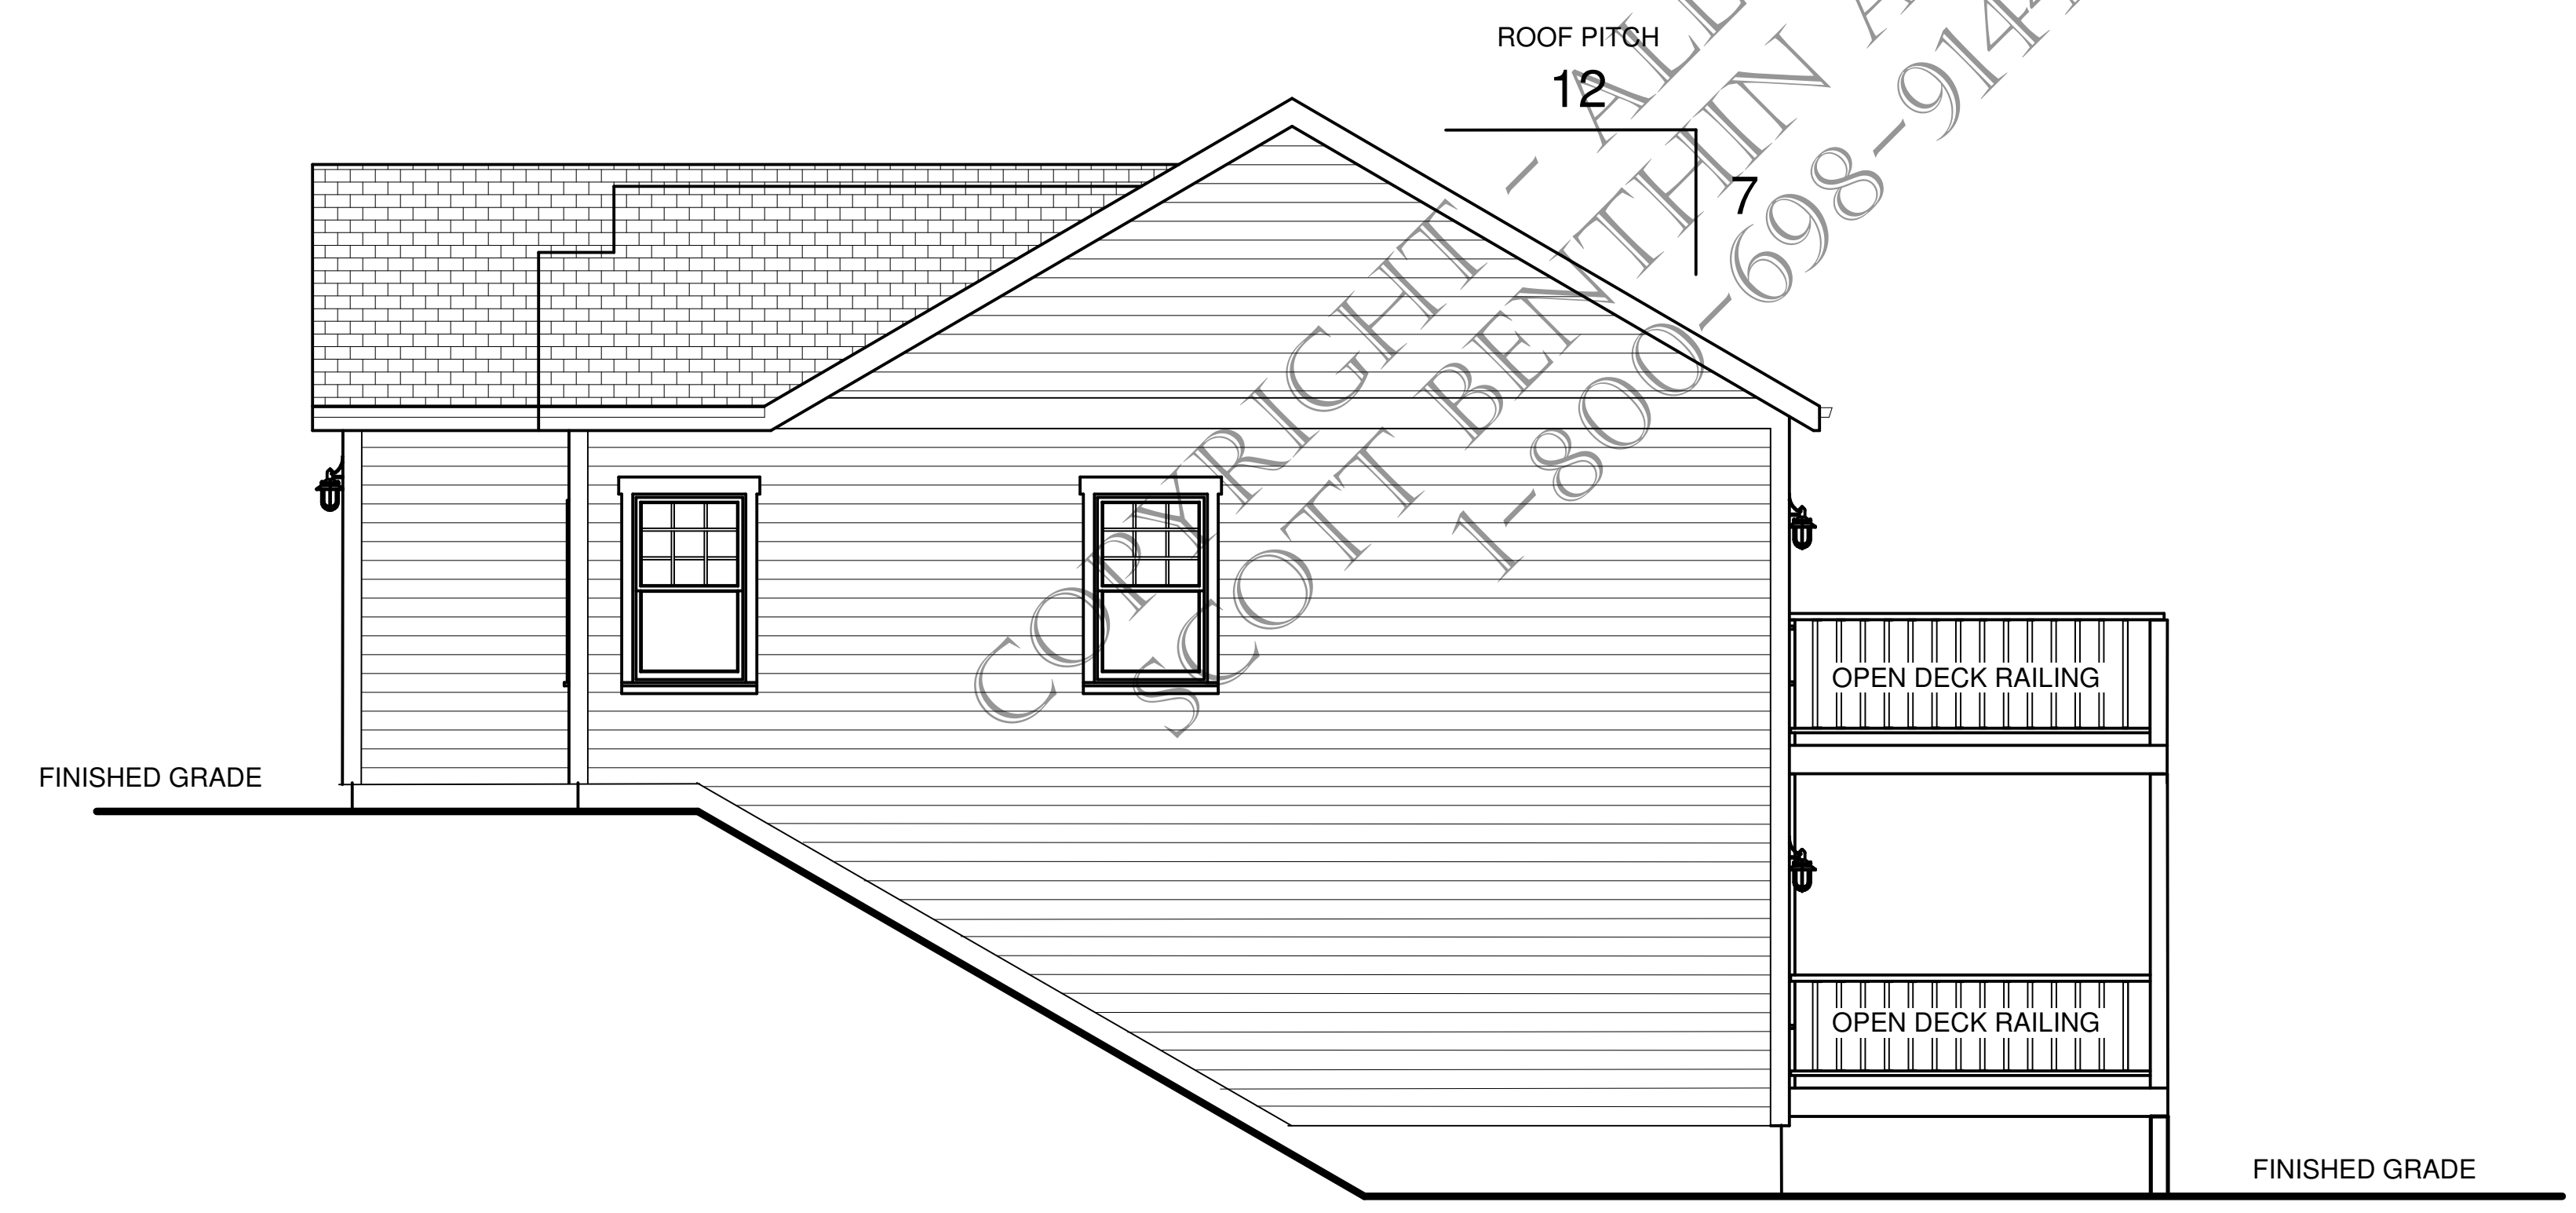 ROOF PITCH
12
7
COPYRIGHT - ALL
SCOTT BENTHIN A
1-800-698-914
OPEN DECK RAILING
FINISHED GRADE
OPEN DECK RAILING
FINISHED GRADE